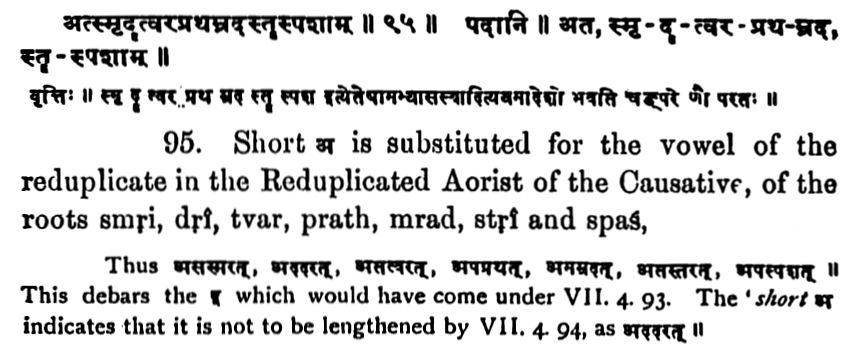 अत्स्मृदॄत्वरप्रथम्रदस्तॄस्पशाम् ॥ ९५ ॥ पदानि ॥ अत, स्मृ-दॄ-त्वर-प्रथ-म्रद,
स्तॄ-स्पशाम् ॥
वृत्तिः ॥ स्मृ दॄ त्वर प्रथ म्रद स्तॄ स्पश इत्येतेषामभ्यासस्यादित्ययमादेशो भवति चङ्परे णौ परतः ॥
95. Short अ is substituted for the vowel of the
reduplicate in the Reduplicated Aorist of the Causative, of the
roots smṛi, dṛî, tvar, prath, mrad, stṛî and spaś,
Thus असस्मरत्, अददरत्, अतत्वरत्, अपप्रथत्, अमम्रदत्, अतस्तरत्, अपस्पशत् ॥
This debars the इ which would have come under VII. 4. 93. The 'short अ
indicates that it is not to be lengthened by VII. 4 94, as अददरत् ॥